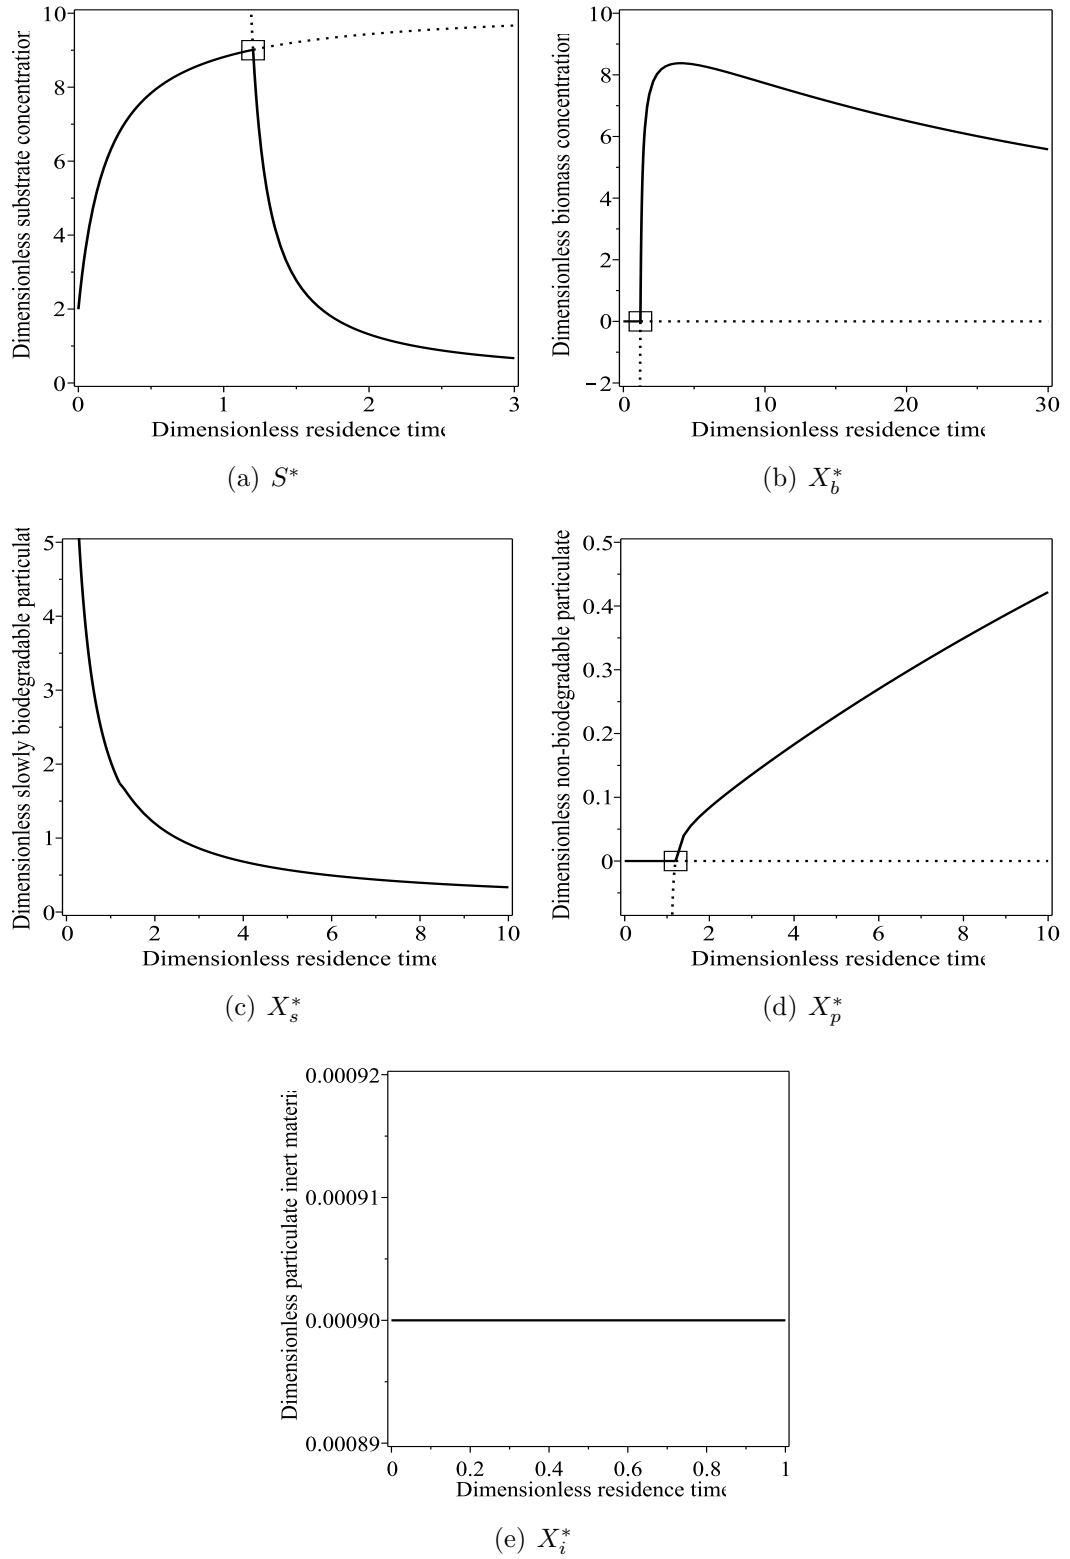 Dimensionless substrate concentration
10
8
6
4
2
0
0 1 2 3
Dimensionless residence time
(a) S*
Dimensionless biomass concentration
10
8
6
4
2
0
−2
0 10 20 30
Dimensionless residence time
(b) X_b^*
Dimensionless slowly biodegradable particulat
5
4
3
2
1
0
0 2 4 6 8 10
Dimensionless residence time
(c) X_s^*
Dimensionless non-biodegradable particulate
0.5
0.4
0.3
0.2
0.1
0
0 2 4 6 8 10
Dimensionless residence time
(d) X_p^*
Dimensionless particulate inert materia
0.00092
0.00091
0.00090
0.00089
0 0.2 0.4 0.6 0.8 1
Dimensionless residence time
(e) X_i^*